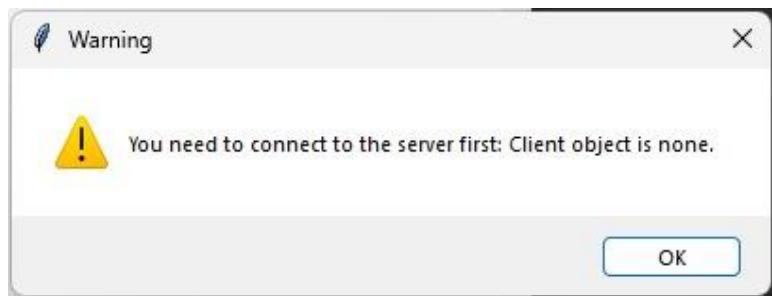 Warning
You need to connect to the server first: Client object is none.
OK